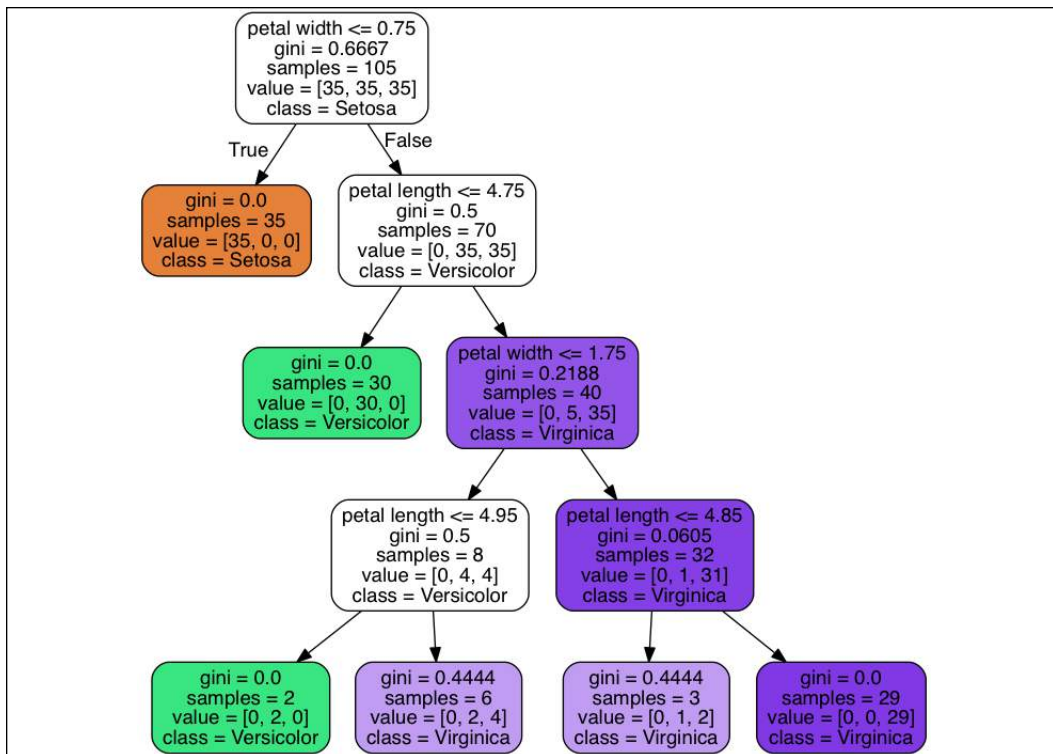 petal width <= 0.75
gini = 0.6667
samples = 105
value = [35, 35, 35]
class = Setosa
True
False
gini = 0.0
samples = 35
value = [35, 0, 0]
class = Setosa
petal length <= 4.75
gini = 0.5
samples = 70
value = [0, 35, 35]
class = Versicolor
gini = 0.0
samples = 30
value = [0, 30, 0]
class = Versicolor
petal width <= 1.75
gini = 0.2188
samples = 40
value = [0, 5, 35]
class = Virginica
petal length <= 4.95
gini = 0.5
samples = 8
value = [0, 4, 4]
class = Versicolor
petal length <= 4.85
gini = 0.0605
samples = 32
value = [0, 1, 31]
class = Virginica
gini = 0.0
samples = 2
value = [0, 2, 0]
class = Versicolor
gini = 0.4444
samples = 6
value = [0, 2, 4]
class = Virginica
gini = 0.4444
samples = 3
value = [0, 1, 2]
class = Virginica
gini = 0.0
samples = 29
value = [0, 0, 29]
class = Virginica